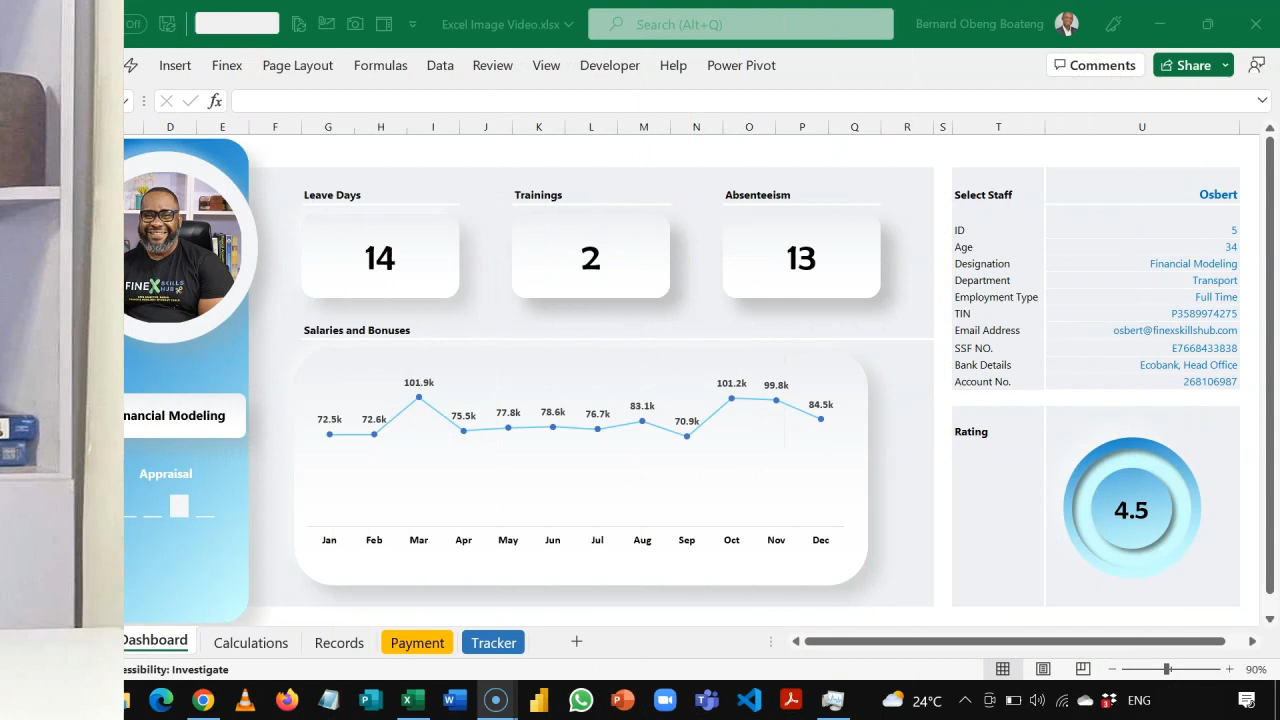 Off
Excel Image Video.xlsx
Search (Alt+Q)
Bernard Obeng Boateng
Insert Finex Page Layout Formulas Data Review View Developer Help Power Pivot
Comments Share
fx
D E F G H I J K L M N O P Q R S T U
Leave Days Trainings Absenteeism
14 2 13
FINEX SKILLS HUB
Salaries and Bonuses
101.9k 101.2k 99.8k
72.5k 72.6k 75.5k 77.8k 78.6k 76.7k 83.1k 70.9k 84.5k
Jan Feb Mar Apr May Jun Jul Aug Sep Oct Nov Dec
nancial Modeling
Appraisal
Select Staff Osbert
ID 5
Age 34
Designation Financial Modeling
Department Transport
Employment Type Full Time
TIN P3589974275
Email Address osbert@finexskillshub.com
SSF NO. E7668433838
Bank Details Ecobank, Head Office
Account No. 268106987
Rating
4.5
Dashboard Calculations Records Payment Tracker
cessibility: Investigate
90%
24°C ENG